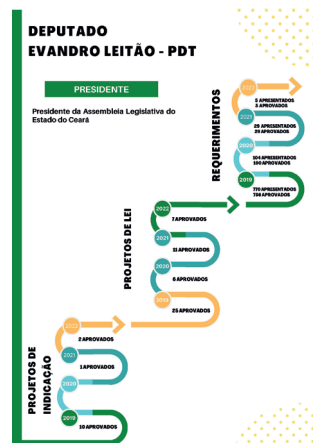 DEPUTADO
EVANDRO LEITÃO - PDT
PRESIDENTE
Presidente da Assembleia Legislativa do
Estado do Ceará
REQUERIMENTOS
2022
5 APRESENTADOS
5 APROVADOS
2021
29 APRESENTADOS
29 APROVADOS
2020
104 APRESENTADOS
100 APROVADOS
2019
770 APRESENTADOS
768 APROVADOS
PROJETOS DE LEI
2022
7 APROVADOS
2021
13 APROVADOS
2020
6 APROVADOS
2019
25 APROVADOS
PROJETOS DE
INDICAÇÃO
2022
2 APROVADOS
2021
1 APROVADOS
2020
2019
10 APROVADOS